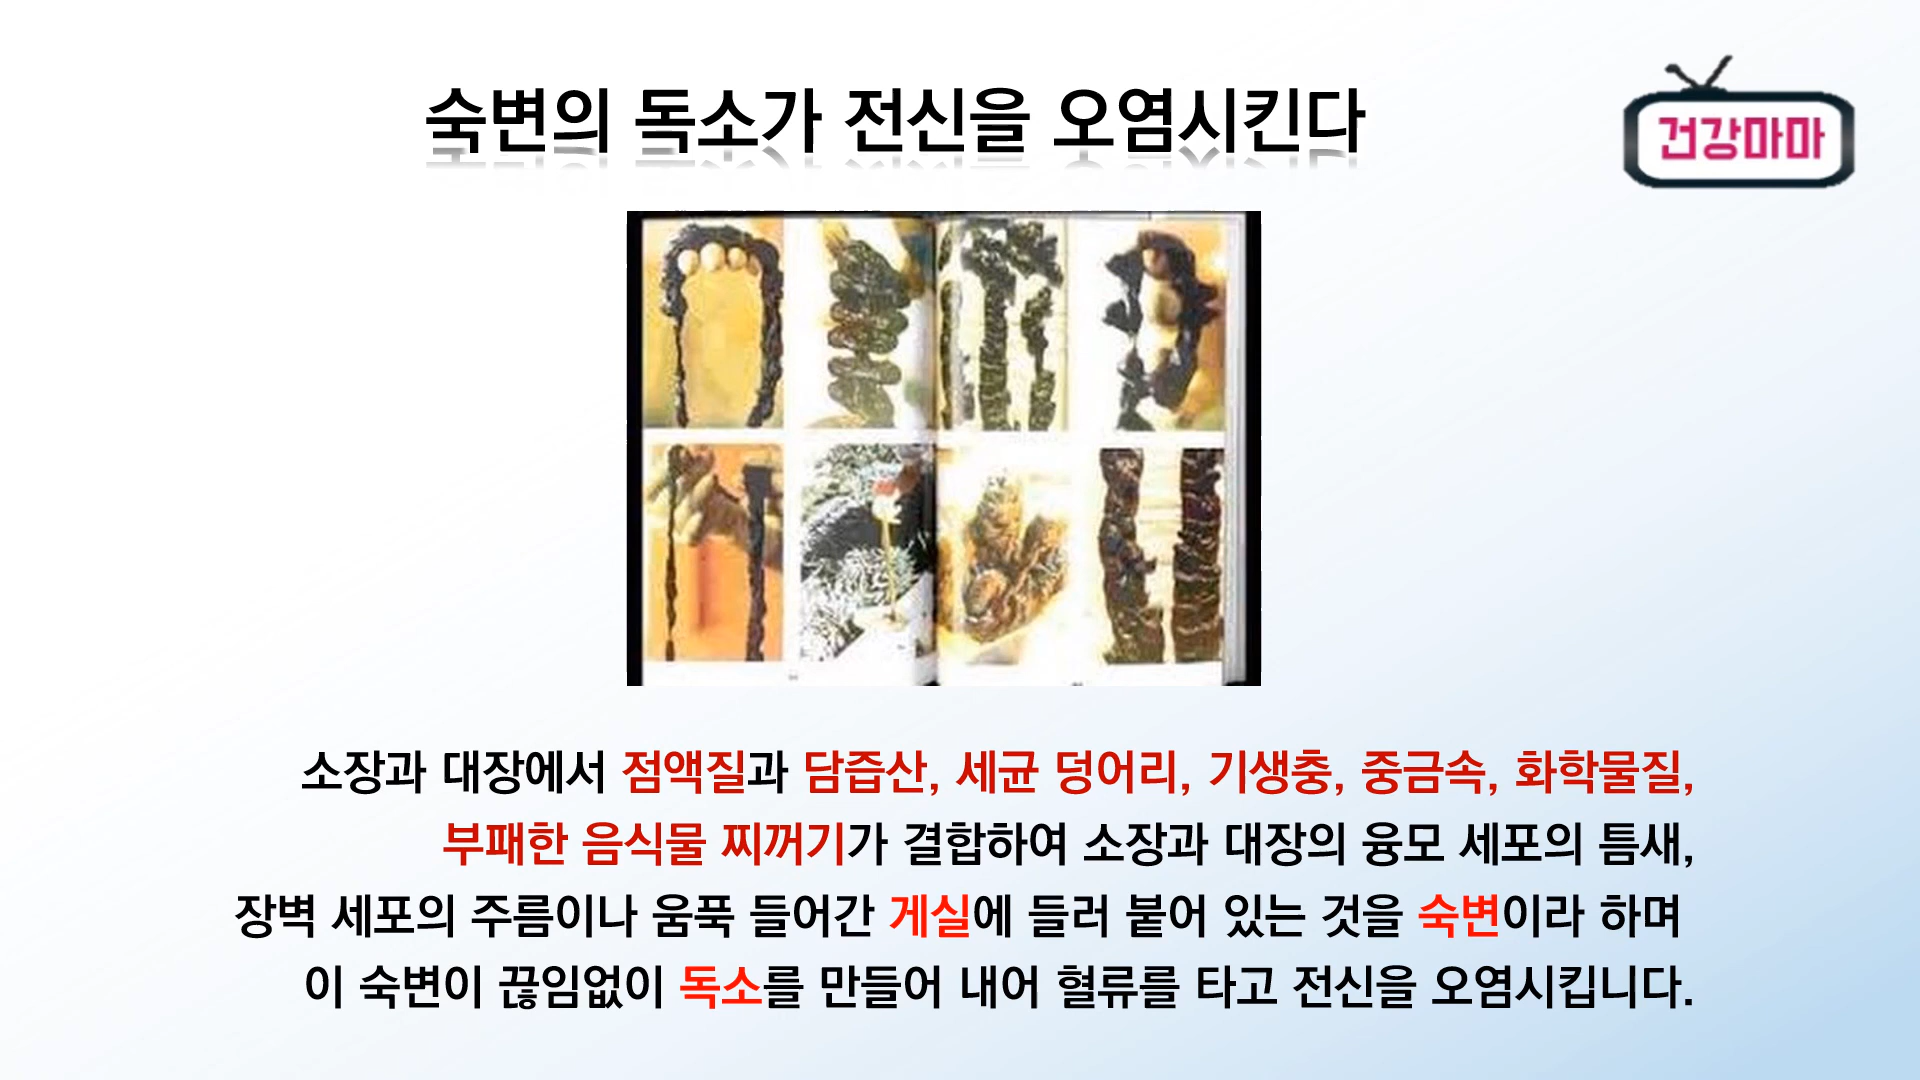 숙변의 독소가 전신을 오염시킨다
건강마마
소장과 대장에서 점액질과 담즙산, 세균 덩어리, 기생충, 중금속, 화학물질,
부패한 음식물 찌꺼기가 결합하여 소장과 대장의 융모 세포의 틈새,
장벽 세포의 주름이나 움푹 들어간 게실에 들러 붙어 있는 것을 숙변이라 하며
이 숙변이 끊임없이 독소를 만들어 내어 혈류를 타고 전신을 오염시킵니다.